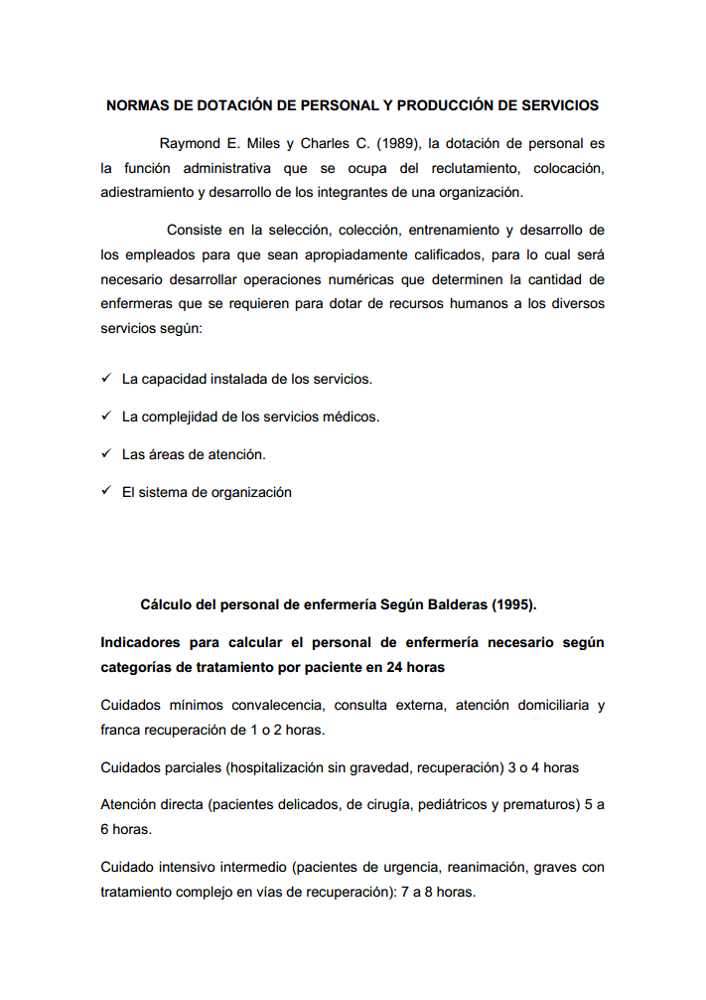 NORMAS DE DOTACIÓN DE PERSONAL Y PRODUCCIÓN DE SERVICIOS
Raymond E. Miles y Charles C. (1989), la dotación de personal es
la función administrativa que se ocupa del reclutamiento, colocación,
adiestramiento y desarrollo de los integrantes de una organización.
Consiste en la selección, colección, entrenamiento y desarrollo de
los empleados para que sean apropiadamente calificados, para lo cual será
necesario desarrollar operaciones numéricas que determinen la cantidad de
enfermeras que se requieren para dotar de recursos humanos a los diversos
servicios según:
✓ La capacidad instalada de los servicios.
✓ La complejidad de los servicios médicos.
✓ Las áreas de atención.
✓ El sistema de organización
Cálculo del personal de enfermería Según Balderas (1995).
Indicadores para calcular el personal de enfermería necesario según
categorías de tratamiento por paciente en 24 horas
Cuidados mínimos convalecencia, consulta externa, atención domiciliaria y
franca recuperación de 1 o 2 horas.
Cuidados parciales (hospitalización sin gravedad, recuperación) 3 o 4 horas
Atención directa (pacientes delicados, de cirugía, pediátricos y prematuros) 5 a
6 horas.
Cuidado intensivo intermedio (pacientes de urgencia, reanimación, graves con
tratamiento complejo en vías de recuperación): 7 a 8 horas.